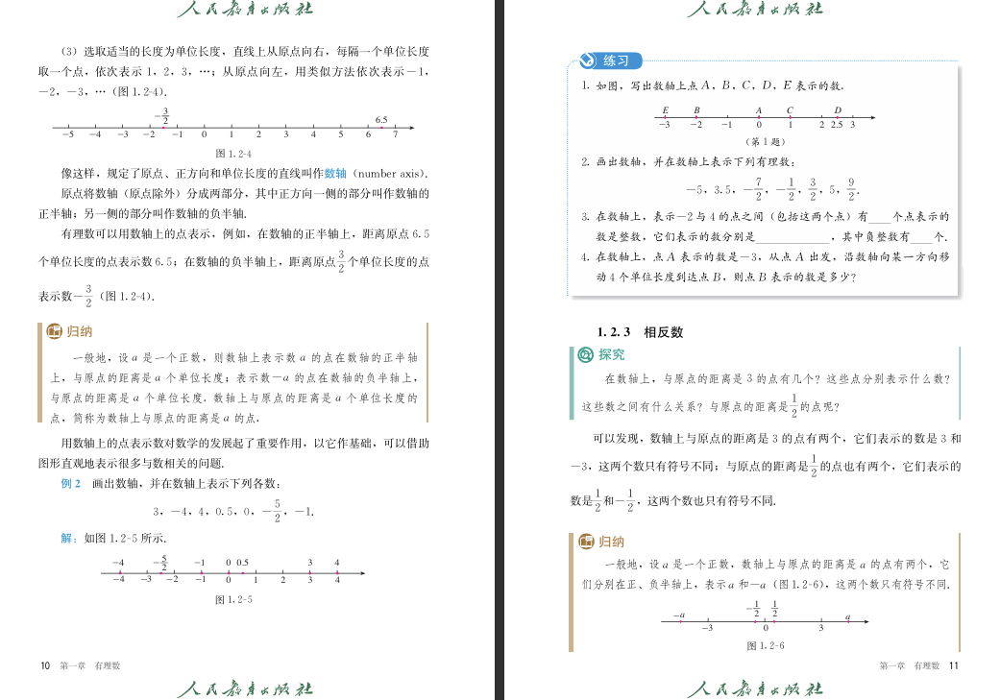 人民教育出版社
(3) 选取适当的长度为单位长度，直线上从原点向右，每隔一个单位长度
取一个点，依次表示 1，2，3，…；从原点向左，用类似方法依次表示－1，
－2，－3，…（图 1.2-4）.
−3/2 6.5
−5 −4 −3 −2 −1 0 1 2 3 4 5 6 7
图 1.2-4
像这样，规定了原点、正方向和单位长度的直线叫作数轴（number axis）.
原点将数轴（原点除外）分成两部分，其中正方向一侧的部分叫作数轴的
正半轴；另一侧的部分叫作数轴的负半轴.
有理数可以用数轴上的点表示，例如，在数轴的正半轴上，距离原点 6.5
个单位长度的点表示数 6.5；在数轴的负半轴上，距离原点 3/2 个单位长度的点
表示数－3/2（图 1.2-4）.
归纳
一般地，设 a 是一个正数，则数轴上表示数 a 的点在数轴的正半轴
上，与原点的距离是 a 个单位长度；表示数－a 的点在数轴的负半轴上，
与原点的距离是 a 个单位长度. 数轴上与原点的距离是 a 个单位长度的
点，简称为数轴上与原点的距离是 a 的点.
用数轴上的点表示数对数学的发展起了重要作用，以它作基础，可以借助
图形直观地表示很多与数相关的问题.
例 2 画出数轴，并在数轴上表示下列各数：
3，－4，4，0.5，0，－5/2，－1.
解：如图 1.2-5 所示.
−4 −5/2 −1 0 0.5 3 4
−4 −3 −2 −1 0 1 2 3 4
图 1.2-5
10 第一章 有理数
人民教育出版社
人民教育出版社
练习
1. 如图，写出数轴上点 A，B，C，D，E 表示的数.
E B A C D
−3 −2 −1 0 1 2 2.5 3
（第 1 题）
2. 画出数轴，并在数轴上表示下列有理数：
－5，3.5，－7/2，－1/2，3/2，5，9/2.
3. 在数轴上，表示－2 与 4 的点之间（包括这两个点）有____个点表示的
数是整数，它们表示的数分别是_____________，其中负整数有____个.
4. 在数轴上，点 A 表示的数是－3，从点 A 出发，沿数轴向某一方向移
动 4 个单位长度到达点 B，则点 B 表示的数是多少？
1.2.3 相反数
探究
在数轴上，与原点的距离是 3 的点有几个？这些点分别表示什么数？
这些数之间有什么关系？与原点的距离是 1/2 的点呢？
可以发现，数轴上与原点的距离是 3 的点有两个，它们表示的数是 3 和
－3，这两个数只有符号不同；与原点的距离是 1/2 的点也有两个，它们表示的
数是 1/2 和－1/2，这两个数也只有符号不同.
归纳
一般地，设 a 是一个正数，数轴上与原点的距离是 a 的点有两个，它
们分别在正、负半轴上，表示 a 和－a（图 1.2-6），这两个数只有符号不同.
−a −1/2 1/2 a
−3 0 3
图 1.2-6
第一章 有理数 11
人民教育出版社